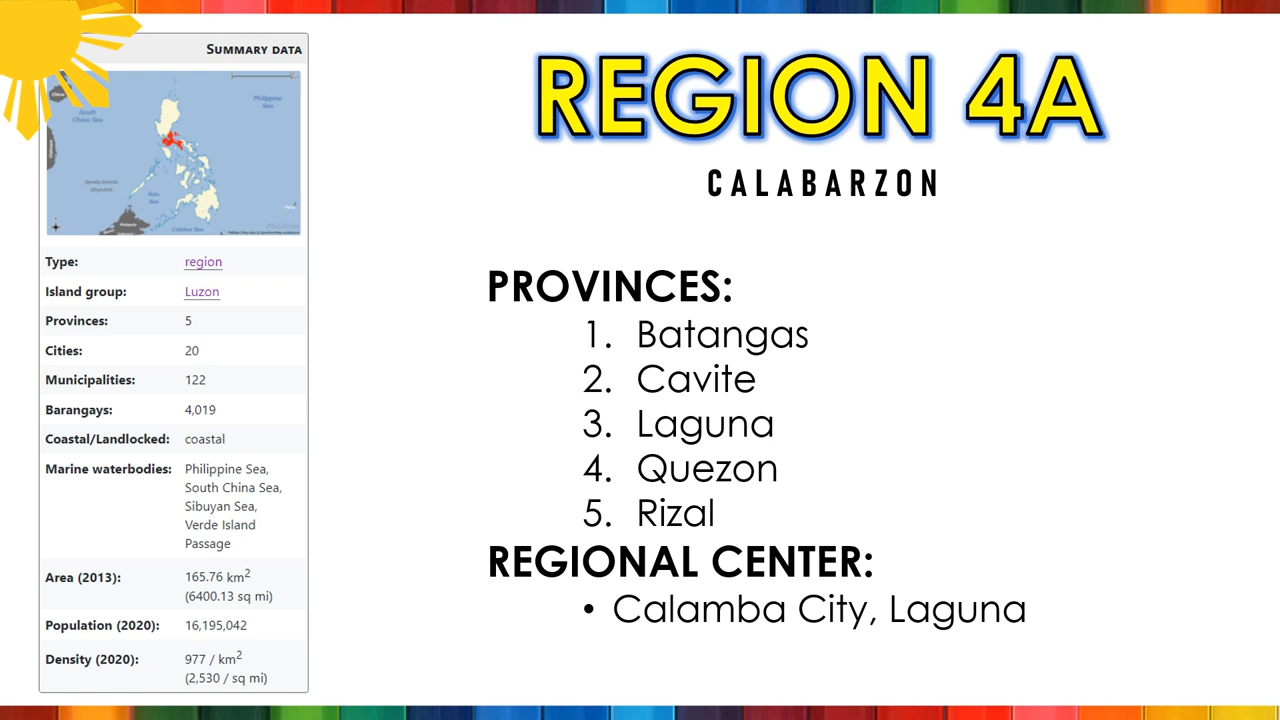 SUMMARY DATA
China
South
China Sea
Philippine
Sea
Sulu
Sea
Malaysia
Celebes Sea
Type: region
Island group: Luzon
Provinces: 5
Cities: 20
Municipalities: 122
Barangays: 4,019
Coastal/Landlocked: coastal
Marine waterbodies: Philippine Sea,
South China Sea,
Sibuyan Sea,
Verde Island
Passage
Area (2013): 165.76 km2
(6400.13 sq mi)
Population (2020): 16,195,042
Density (2020): 977 / km2
(2,530 / sq mi)
REGION 4A
CALABARZON
PROVINCES:
1. Batangas
2. Cavite
3. Laguna
4. Quezon
5. Rizal
REGIONAL CENTER:
• Calamba City, Laguna